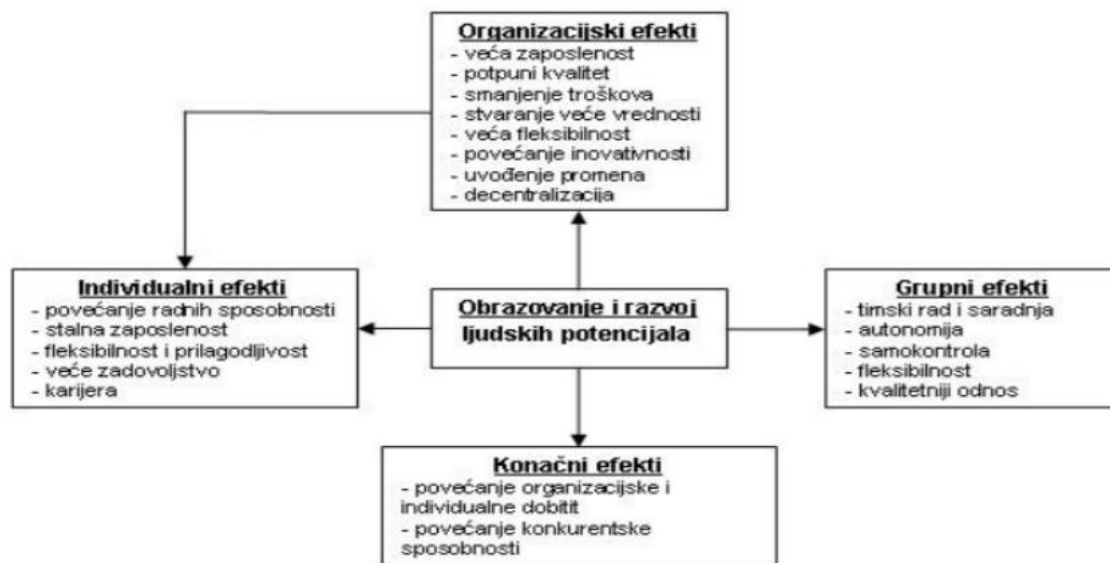 Organizacijski efekti
- veća zaposlenost
- potpuni kvalitet
- smanjenje troškova
- stvaranje veće vrednosti
- veća fleksibilnost
- povećanje inovativnosti
- uvođenje promena
- decentralizacija
Individualni efekti
- povećanje radnih sposobnosti
- stalna zaposlenost
- fleksibilnost i prilagodljivost
- veće zadovoljstvo
- karijera
Obrazovanje i razvoj
ljudskih potencijala
Grupni efekti
- timski rad i saradnja
- autonomija
- samokontrola
- fleksibilnost
- kvalitetniji odnos
Konačni efekti
- povećanje organizacijske i
individualne dobitit
- povećanje konkurentske
sposobnosti